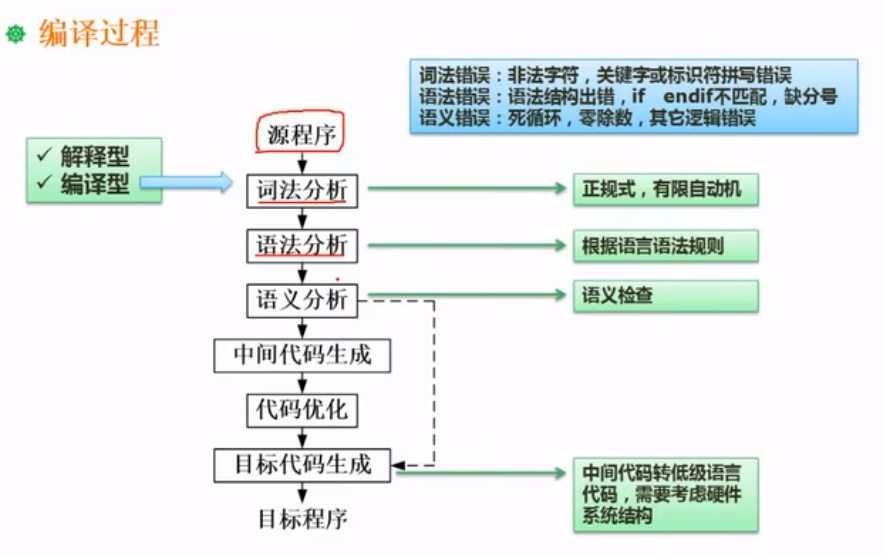 编译过程
词法错误：非法字符，关键字或标识符拼写错误
语法错误：语法结构出错，if endif不匹配，缺分号
语义错误：死循环，零除数，其它逻辑错误
源程序
✓ 解释型
✓ 编译型
词法分析
正规式，有限自动机
语法分析
根据语言语法规则
语义分析
语义检查
中间代码生成
代码优化
目标代码生成
中间代码转低级语言
代码，需要考虑硬件
系统结构
目标程序